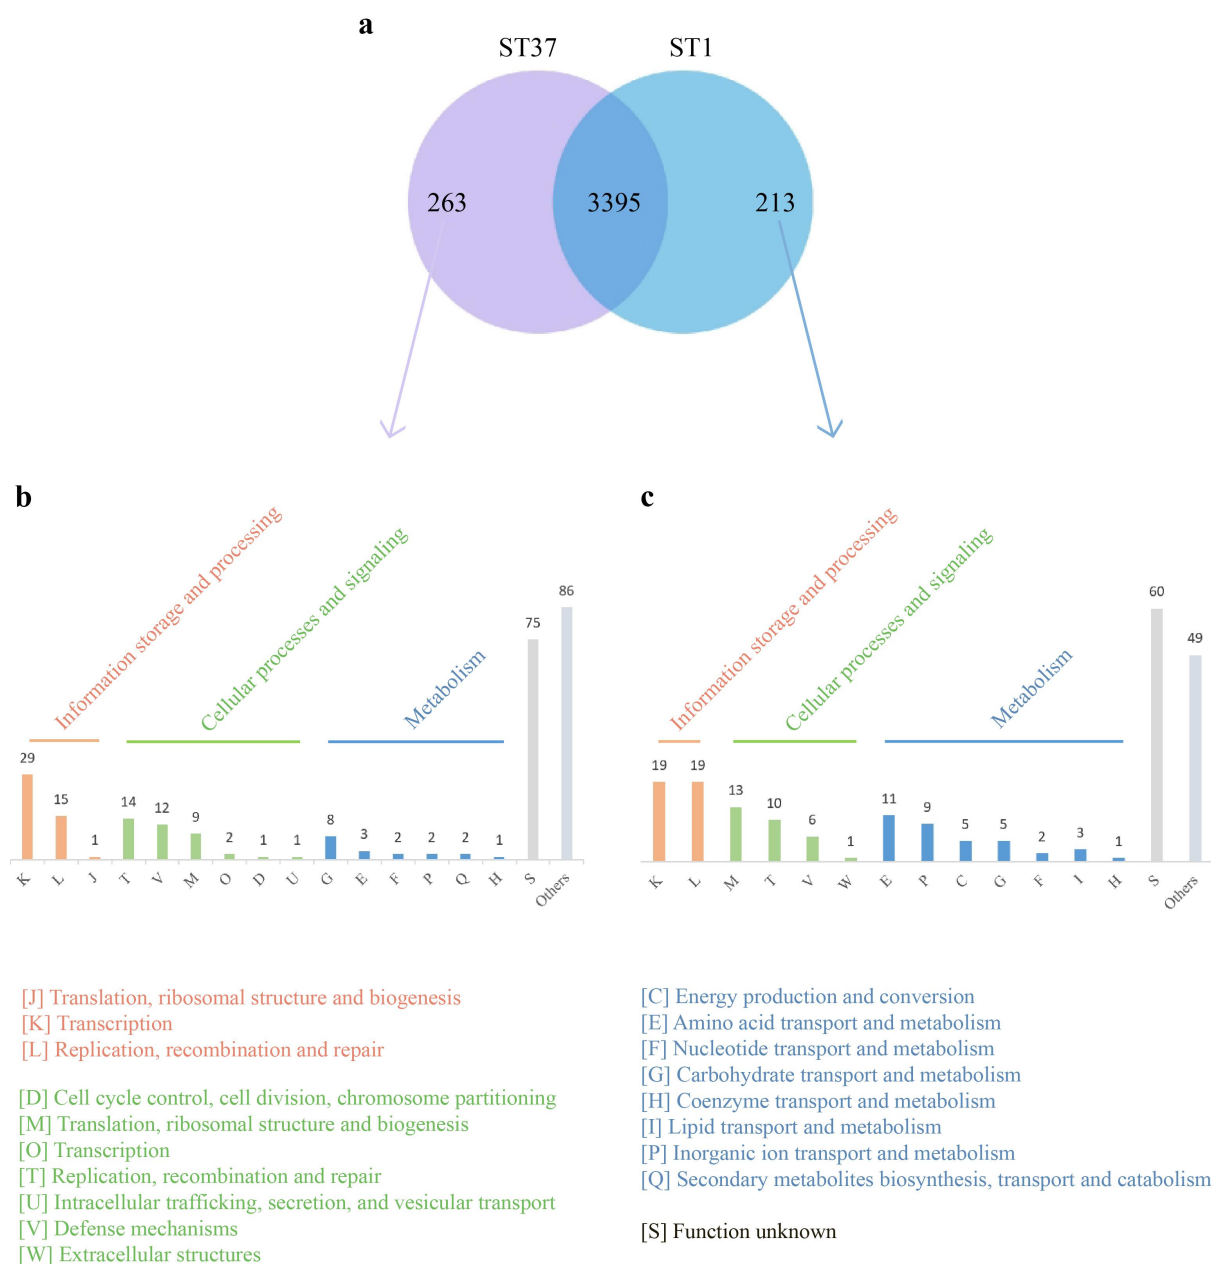 a
ST37 ST1
263 3395 213
b
Information storage and processing
Cellular processes and signaling
Metabolism
29 15 1 14 12 9 2 1 1 8 3 2 2 2 1 75 86
K L J T V M O D U G E F P Q H S Others
c
Information storage and processing
Cellular processes and signaling
Metabolism
19 19 13 10 6 1 11 9 5 5 2 3 1 60 49
K L M T V W E P C G F I H S Others
[J] Translation, ribosomal structure and biogenesis
[K] Transcription
[L] Replication, recombination and repair
[D] Cell cycle control, cell division, chromosome partitioning
[M] Translation, ribosomal structure and biogenesis
[O] Transcription
[T] Replication, recombination and repair
[U] Intracellular trafficking, secretion, and vesicular transport
[V] Defense mechanisms
[W] Extracellular structures
[C] Energy production and conversion
[E] Amino acid transport and metabolism
[F] Nucleotide transport and metabolism
[G] Carbohydrate transport and metabolism
[H] Coenzyme transport and metabolism
[I] Lipid transport and metabolism
[P] Inorganic ion transport and metabolism
[Q] Secondary metabolites biosynthesis, transport and catabolism
[S] Function unknown